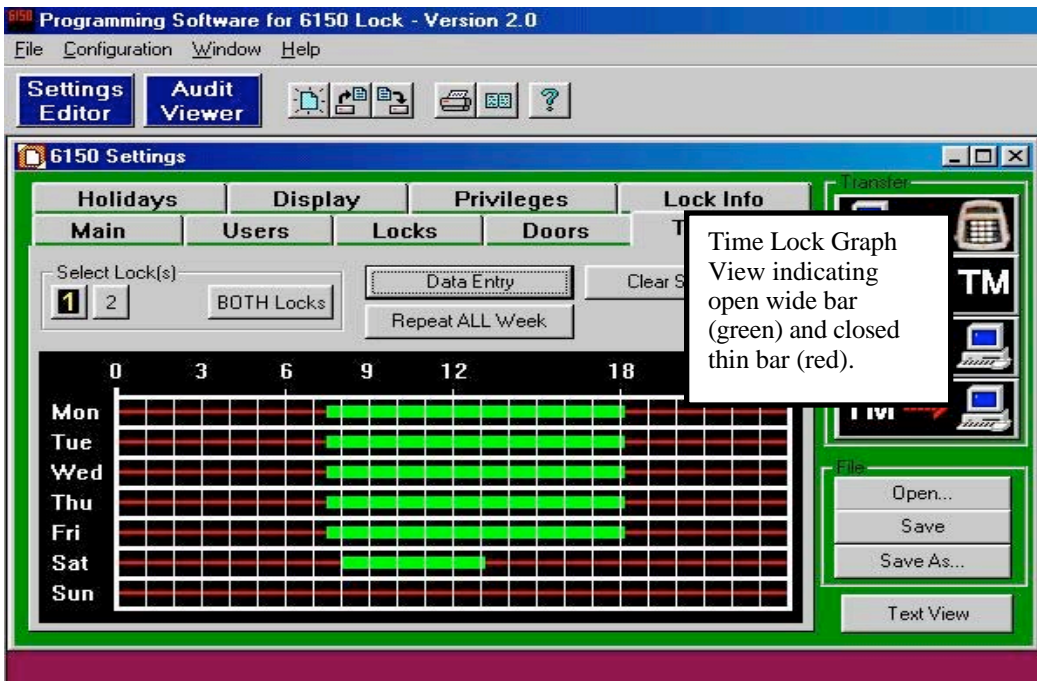 6150 Programming Software for 6150 Lock - Version 2.0
File Configuration Window Help
Settings Editor
Audit Viewer
?
6150 Settings
Holidays Display Privileges Lock Info
Main Users Locks Doors T
Select Lock(s)
1 2 BOTH Locks
Data Entry
Repeat ALL Week
Clear S
Time Lock Graph
View indicating
open wide bar
(green) and closed
thin bar (red).
0 3 6 9 12 18
Mon
Tue
Wed
Thu
Fri
Sat
Sun
Transfer
TM
TM
File
Open...
Save
Save As...
Text View